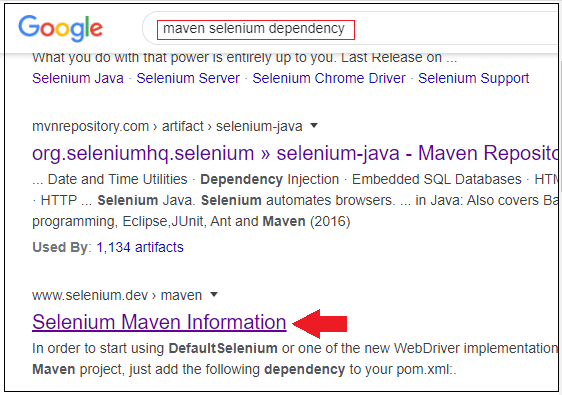 Google
maven selenium dependency
What you do with that power is entirely up to you. Last Release on ...
Selenium Java · Selenium Server · Selenium Chrome Driver · Selenium Support
mvnrepository.com › artifact › selenium-java
org.seleniumhq.selenium » selenium-java - Maven Reposito
... Date and Time Utilities · Dependency Injection · Embedded SQL Databases · HTM
· HTTP ... Selenium Java. Selenium automates browsers. ... in Java: Also covers Ba
programming, Eclipse,JUnit, Ant and Maven (2016)
Used By: 1,134 artifacts
www.selenium.dev › maven
Selenium Maven Information
In order to start using DefaultSelenium or one of the new WebDriver implementation
Maven project, just add the following dependency to your pom.xml:.